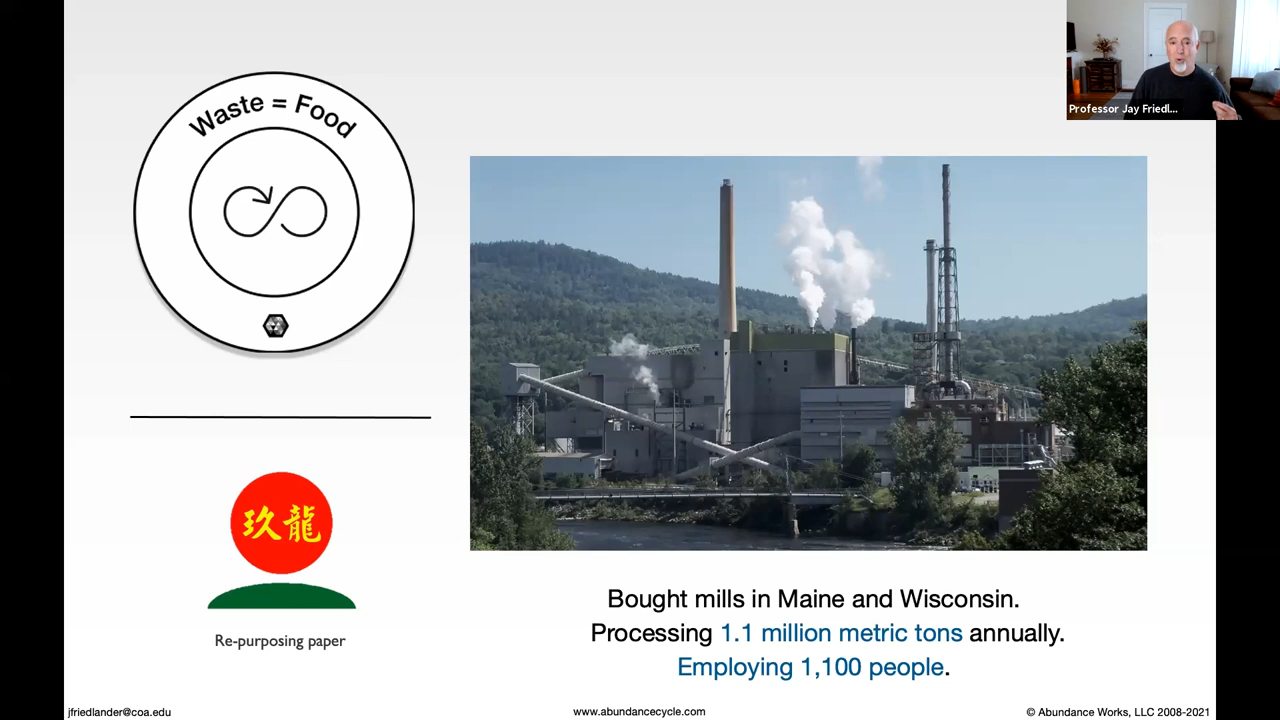 Professor Jay Friedl...
Waste = Food
玖龍
Re-purposing paper
Bought mills in Maine and Wisconsin.
Processing 1.1 million metric tons annually.
Employing 1,100 people.
jfriedlander@coa.edu
www.abundancecycle.com
© Abundance Works, LLC 2008-2021